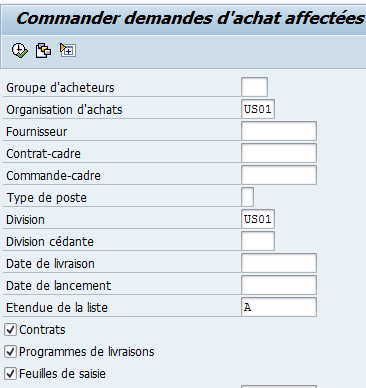 Commander demandes d'achat affectées
Groupe d'acheteurs
Organisation d'achats US01
Fournisseur
Contrat-cadre
Commande-cadre
Type de poste
Division US01
Division cédante
Date de livraison
Date de lancement
Etendue de la liste A
Contrats
Programmes de livraisons
Feuilles de saisie